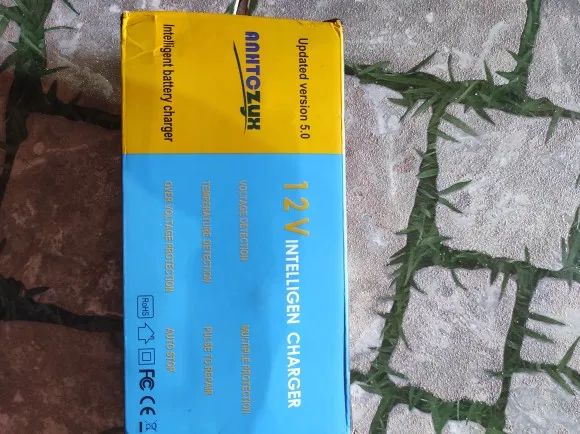 Updated version 5.0
ANHTCZYX
Intelligent battery charger
12V INTELLIGEN CHARGER
VOLTAGE DETECTION
MULTIPLE PROTECTION
TEMPERATURE DETECTION
PULSE TO REPAIR
OVER VOLTAGE PROTECTION
AUTO STOP
RoHS
FC CE